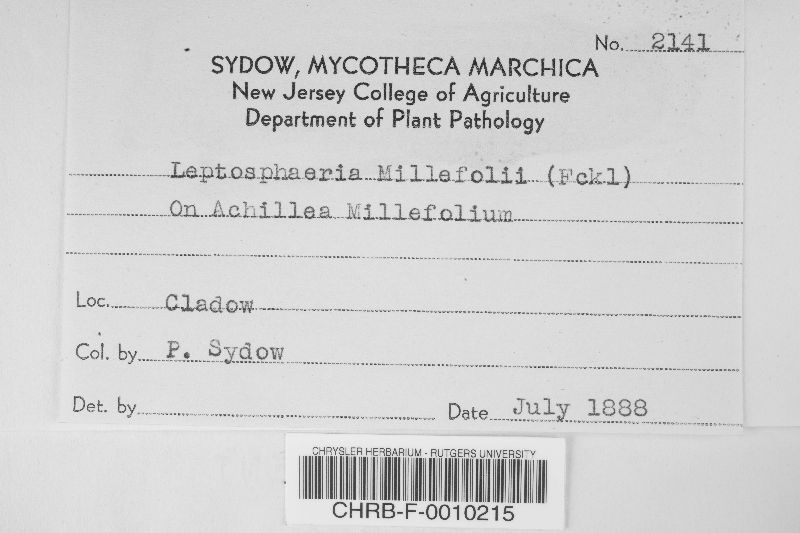 No. 2141
SYDOW, MYCOTHECA MARCHICA
New Jersey College of Agriculture
Department of Plant Pathology
Leptosphaeria Millefolii (Fckl)
On Achillea Millefolium
Loc. Cladow
Col. by P. Sydow
Det. by
Date July 1888
CHRYSLER HERBARIUM - RUTGERS UNIVERSITY
CHRB-F-0010215